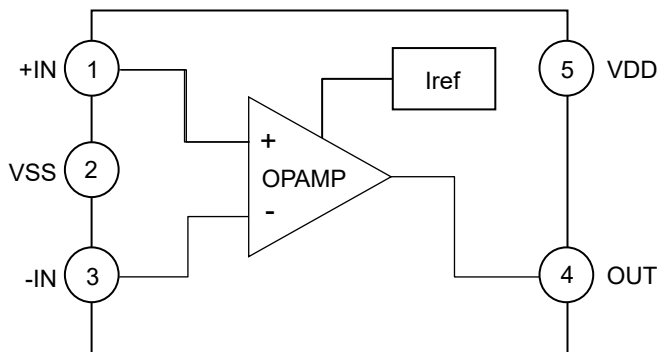 +IN
1
Iref
5
VDD
+
VSS
2
OPAMP
-
-IN
3
4
OUT